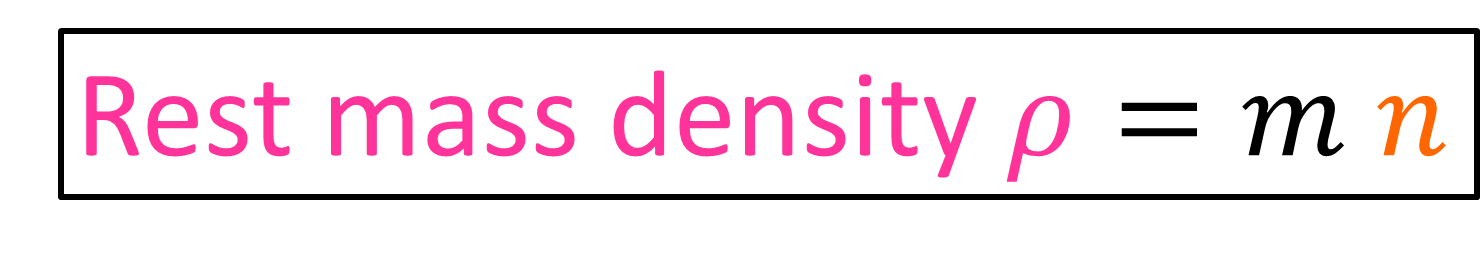 Rest mass density 𝜌 = 𝑚 𝑛